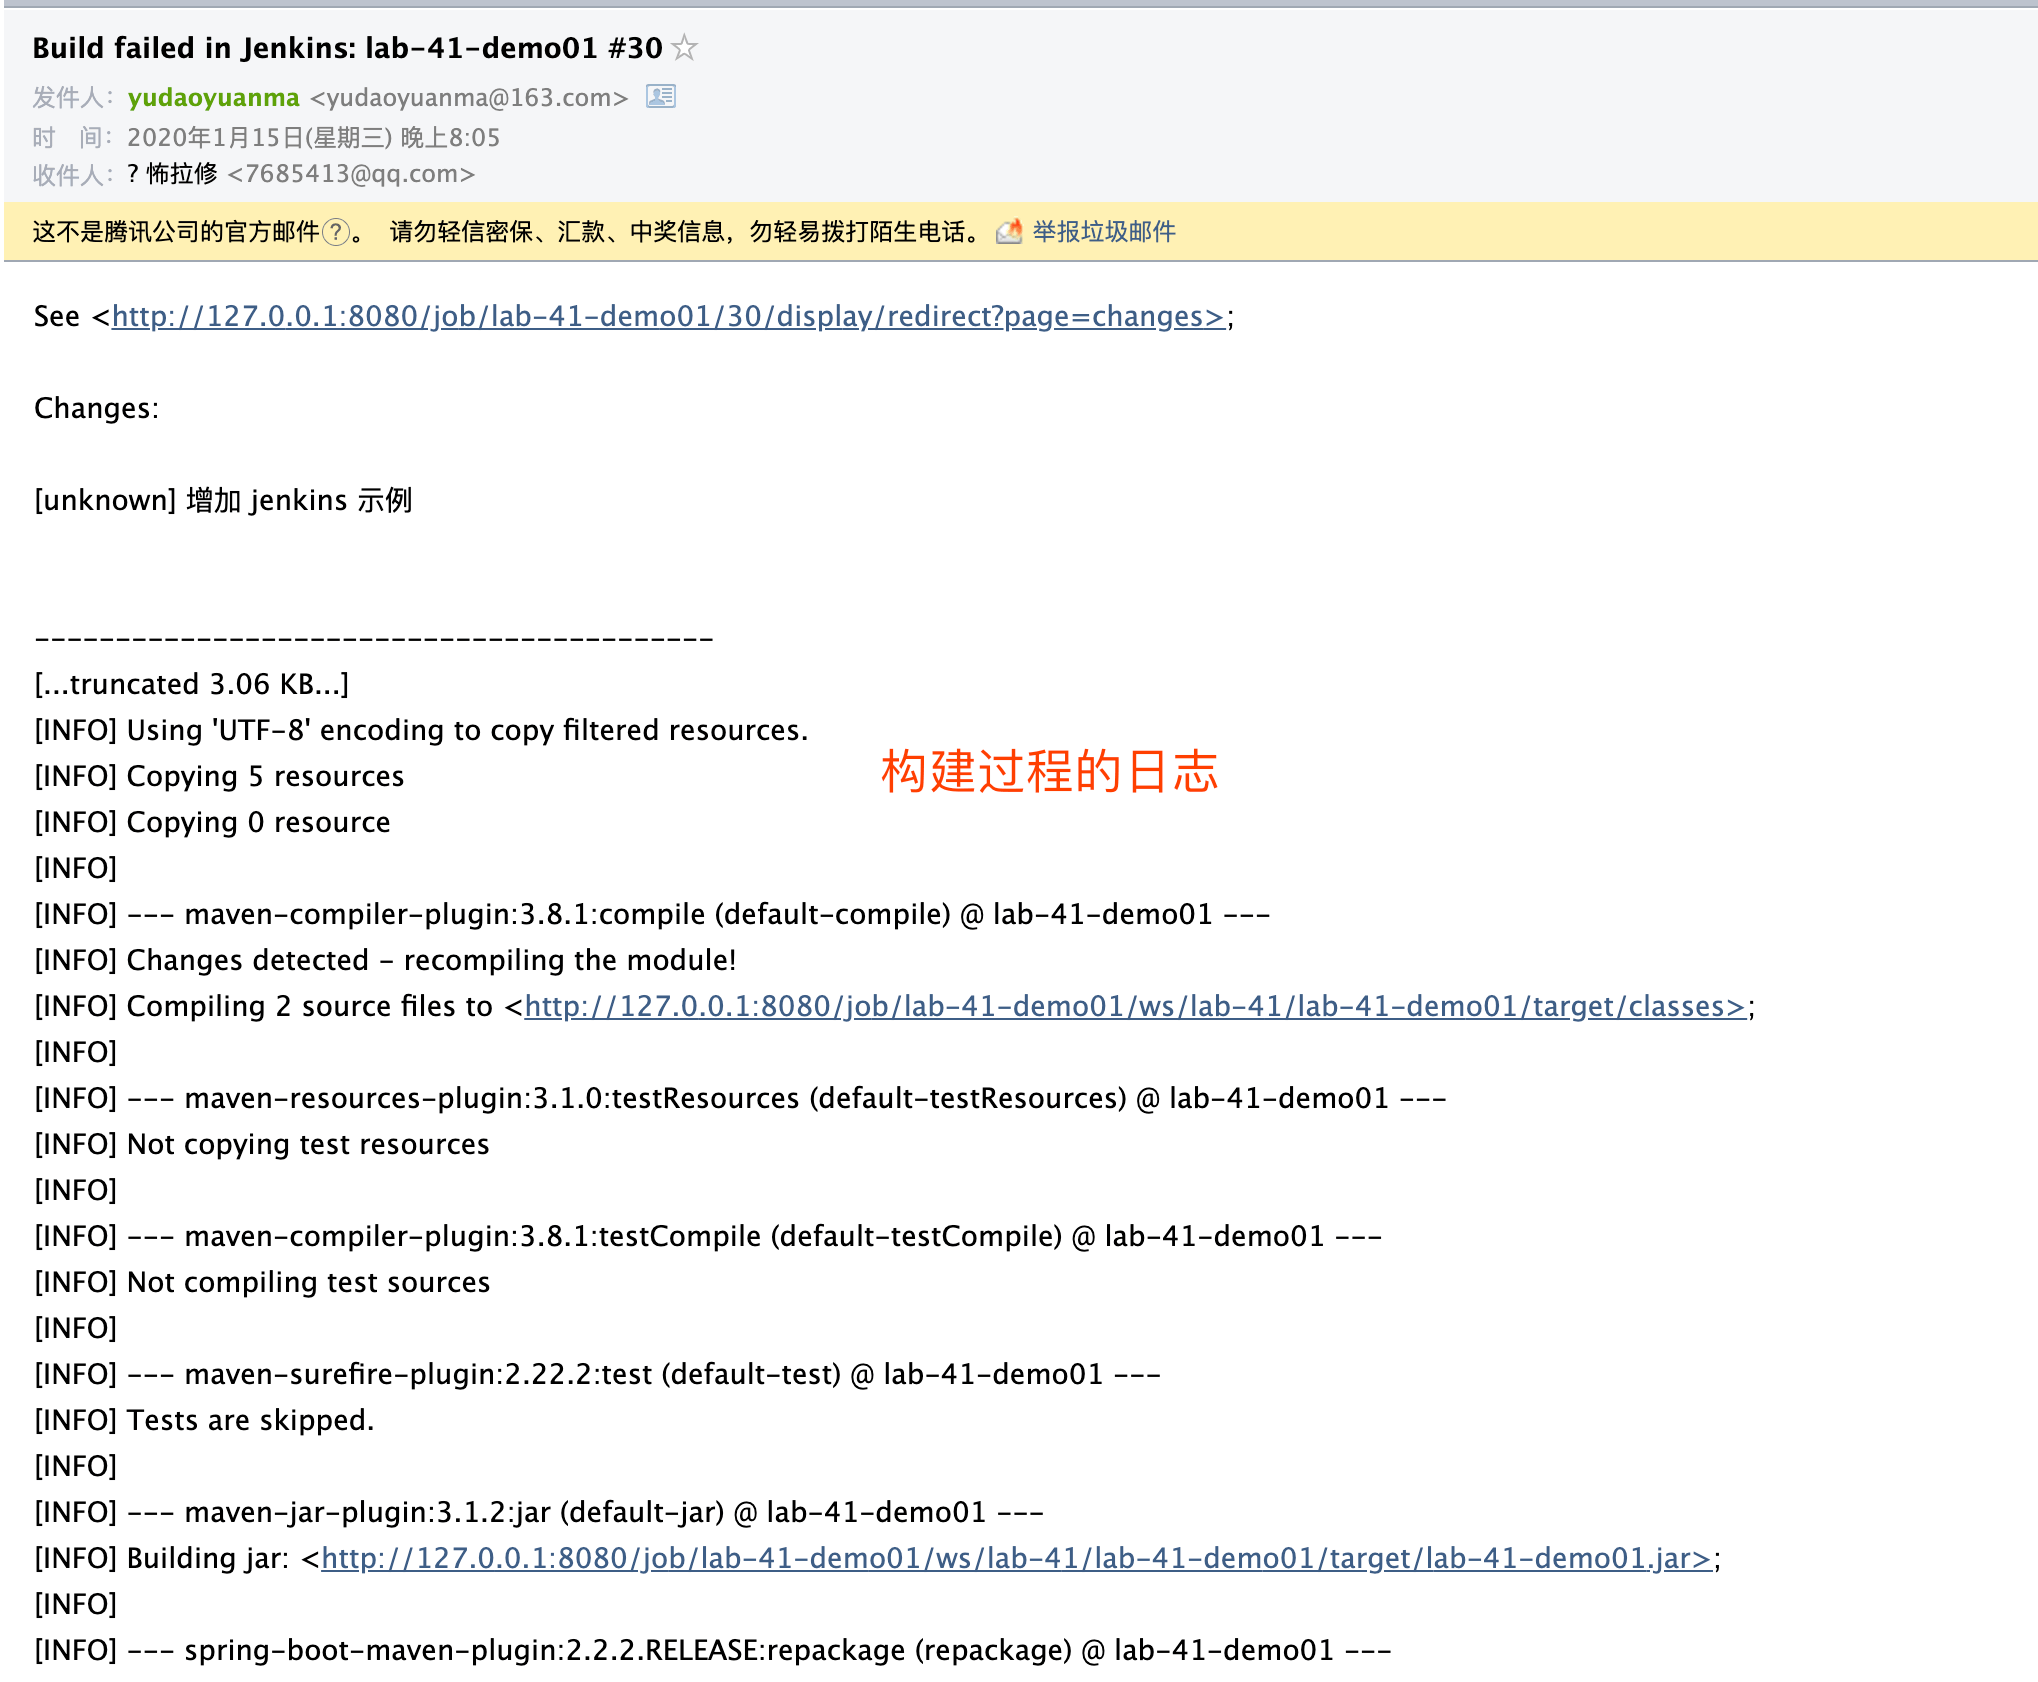 Build failed in Jenkins: lab-41-demo01 #30
发件人：yudaoyuanma <yudaoyuanma@163.com>
时 间：2020年1月15日(星期三) 晚上8:05
收件人：? 怖拉修 <7685413@qq.com>
这不是腾讯公司的官方邮件?。 请勿轻信密保、汇款、中奖信息，勿轻易拨打陌生电话。 举报垃圾邮件
See <http://127.0.0.1:8080/job/lab-41-demo01/30/display/redirect?page=changes>;
Changes:
[unknown] 增加 jenkins 示例
------------------------------------------
[...truncated 3.06 KB...]
[INFO] Using 'UTF-8' encoding to copy filtered resources.
构建过程的日志
[INFO] Copying 5 resources
[INFO] Copying 0 resource
[INFO]
[INFO] --- maven-compiler-plugin:3.8.1:compile (default-compile) @ lab-41-demo01 ---
[INFO] Changes detected - recompiling the module!
[INFO] Compiling 2 source files to <http://127.0.0.1:8080/job/lab-41-demo01/ws/lab-41/lab-41-demo01/target/classes>;
[INFO]
[INFO] --- maven-resources-plugin:3.1.0:testResources (default-testResources) @ lab-41-demo01 ---
[INFO] Not copying test resources
[INFO]
[INFO] --- maven-compiler-plugin:3.8.1:testCompile (default-testCompile) @ lab-41-demo01 ---
[INFO] Not compiling test sources
[INFO]
[INFO] --- maven-surefire-plugin:2.22.2:test (default-test) @ lab-41-demo01 ---
[INFO] Tests are skipped.
[INFO]
[INFO] --- maven-jar-plugin:3.1.2:jar (default-jar) @ lab-41-demo01 ---
[INFO] Building jar: <http://127.0.0.1:8080/job/lab-41-demo01/ws/lab-41/lab-41-demo01/target/lab-41-demo01.jar>;
[INFO]
[INFO] --- spring-boot-maven-plugin:2.2.2.RELEASE:repackage (repackage) @ lab-41-demo01 ---